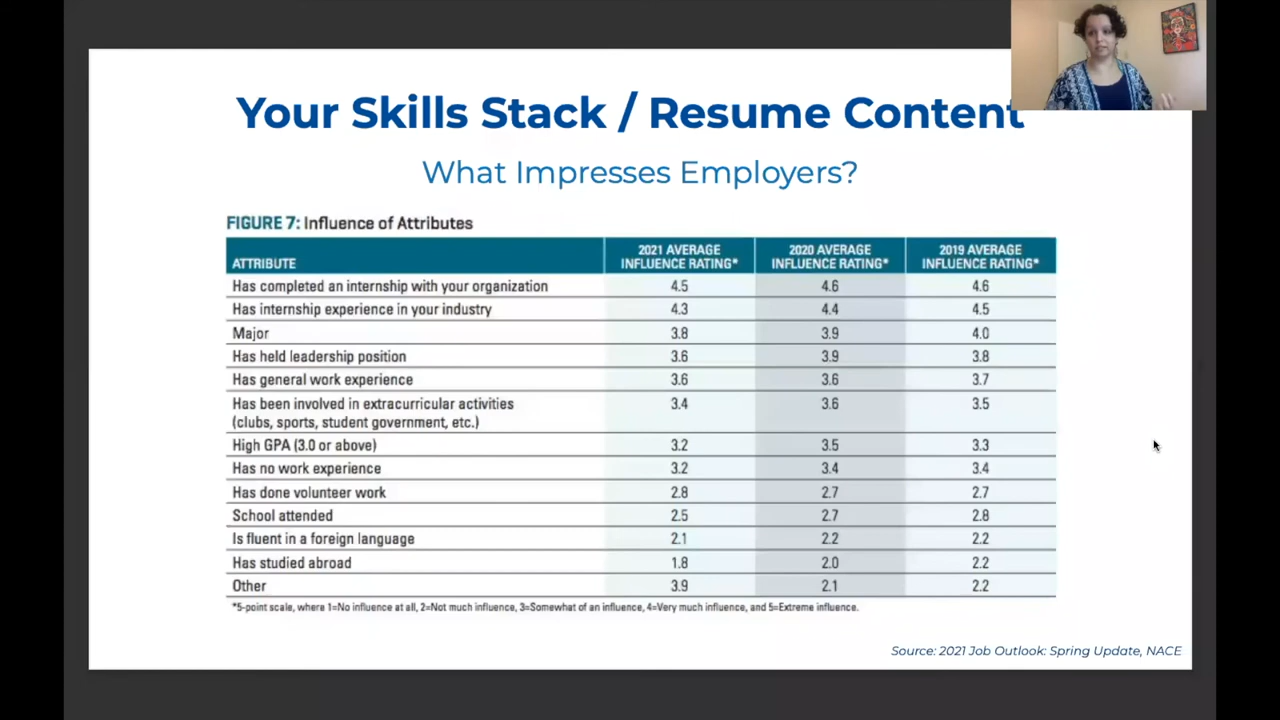 Your Skills Stack / Resume Content
What Impresses Employers?
FIGURE 7: Influence of Attributes
ATTRIBUTE 2021 AVERAGE INFLUENCE RATING* 2020 AVERAGE INFLUENCE RATING* 2019 AVERAGE INFLUENCE RATING*
Has completed an internship with your organization 4.5 4.6 4.6
Has internship experience in your industry 4.3 4.4 4.5
Major 3.8 3.9 4.0
Has held leadership position 3.6 3.9 3.8
Has general work experience 3.6 3.6 3.7
Has been involved in extracurricular activities 3.4 3.6 3.5
(clubs, sports, student government, etc.)
High GPA (3.0 or above) 3.2 3.5 3.3
Has no work experience 3.2 3.4 3.4
Has done volunteer work 2.8 2.7 2.7
School attended 2.5 2.7 2.8
Is fluent in a foreign language 2.1 2.2 2.2
Has studied abroad 1.8 2.0 2.2
Other 3.9 2.1 2.2
*5-point scale, where 1=No influence at all, 2=Not much influence, 3=Somewhat of an influence, 4=Very much influence, and 5=Extreme influence.
Source: 2021 Job Outlook: Spring Update, NACE